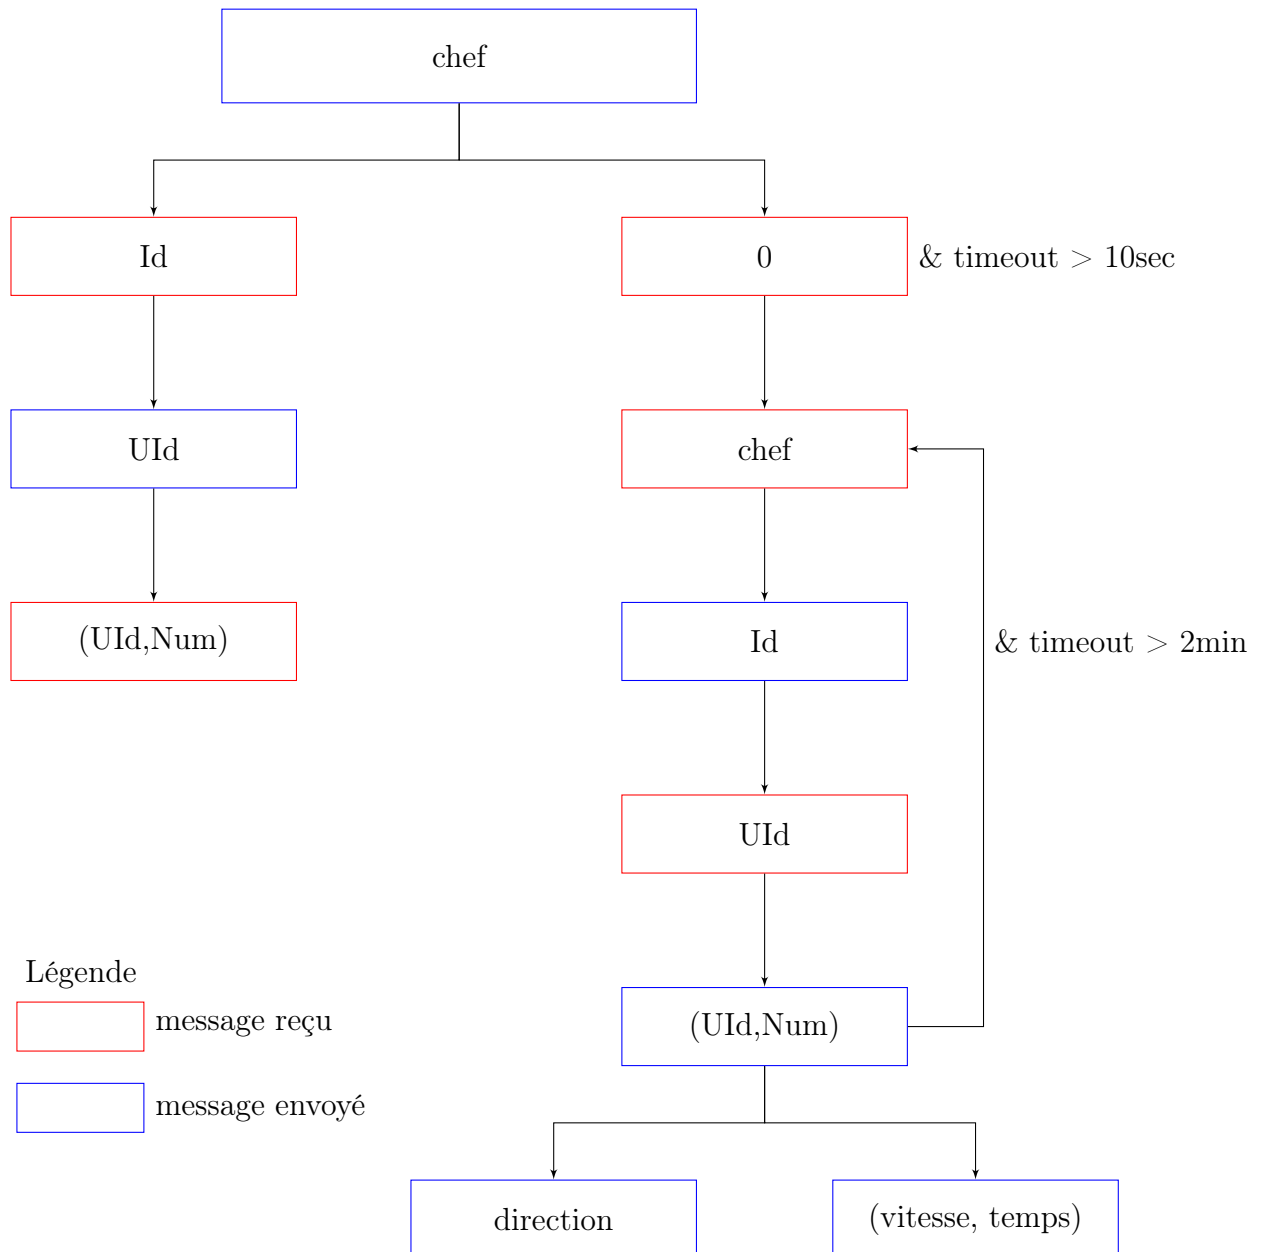 chef
Id
0
& timeout > 10sec
UId
chef
(UId,Num)
Id
& timeout > 2min
UId
Légende
message reçu
(UId,Num)
message envoyé
direction
(vitesse, temps)